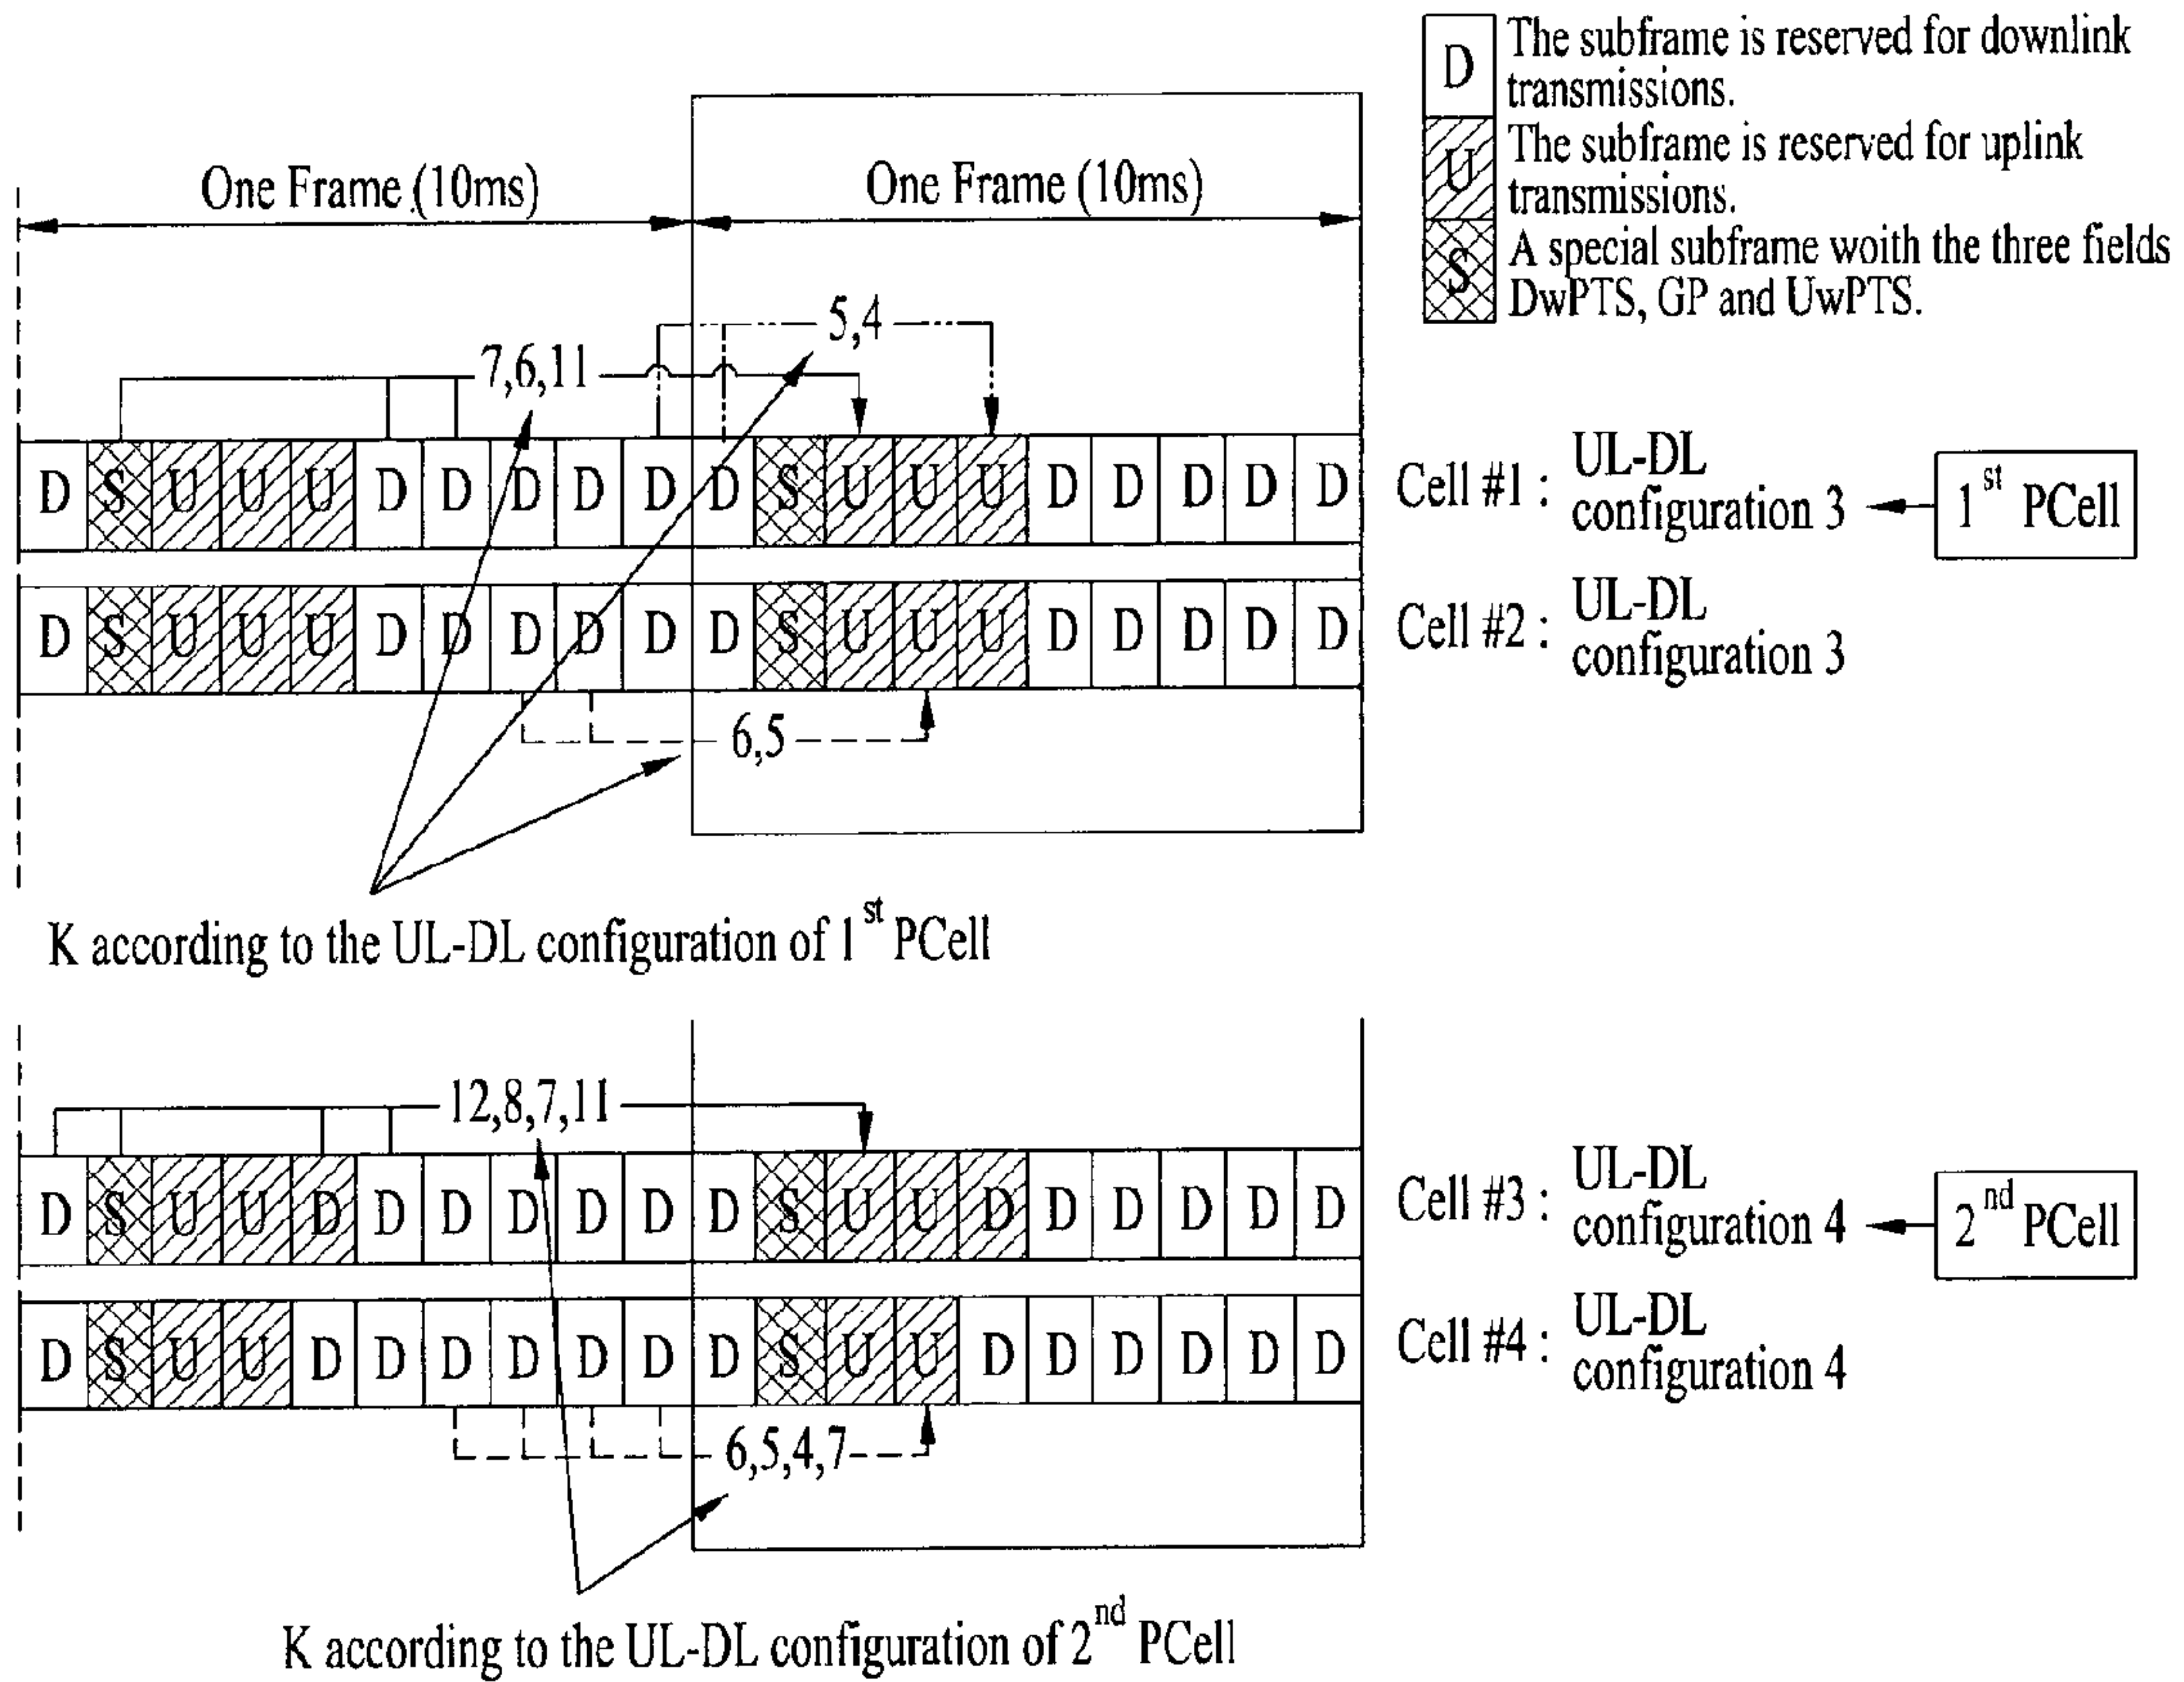 D The subframe is reserved for downlink
transmissions.
U The subframe is reserved for uplink
transmissions.
S A special subframe woith the three fields
DwPTS, GP and UwPTS.
One Frame (10ms) One Frame (10ms)
5,4
7,6,11
D S U U U D D D D D D S U U U D D D D D
Cell #1 : UL-DL
configuration 3
1st PCell
D S U U U D D D D D D S U U U D D D D D
Cell #2 : UL-DL
configuration 3
6,5
K according to the UL-DL configuration of 1st PCell
12,8,7,11
D S U U D D D D D D D S U U D D D D D D
Cell #3 : UL-DL
configuration 4
2nd PCell
D S U U D D D D D D D S U U D D D D D D
Cell #4 : UL-DL
configuration 4
6,5,4,7
K according to the UL-DL configuration of 2nd PCell